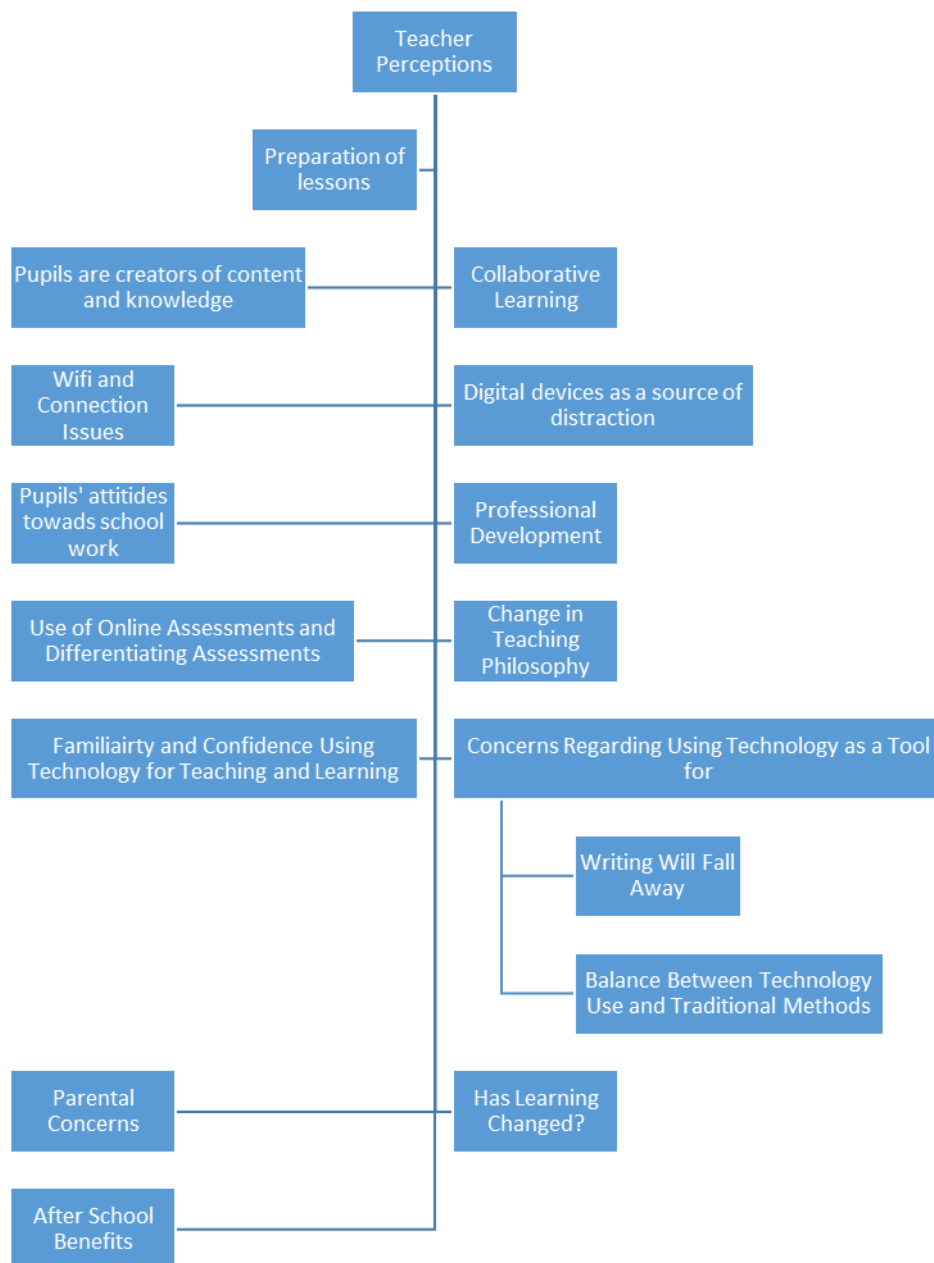 Teacher
Perceptions
Preparation of
lessons
Pupils are creators of content
and knowledge
Collaborative
Learning
Wifi and
Connection
Issues
Digital devices as a source of
distraction
Pupils' attitides
towads school
work
Professional
Development
Use of Online Assessments and
Differentiating Assessments
Change in
Teaching
Philosophy
Familiairty and Confidence Using
Technology for Teaching and Learning
Concerns Regarding Using Technology as a Tool
for
Writing Will Fall
Away
Balance Between Technology
Use and Traditional Methods
Parental
Concerns
Has Learning
Changed?
After School
Benefits